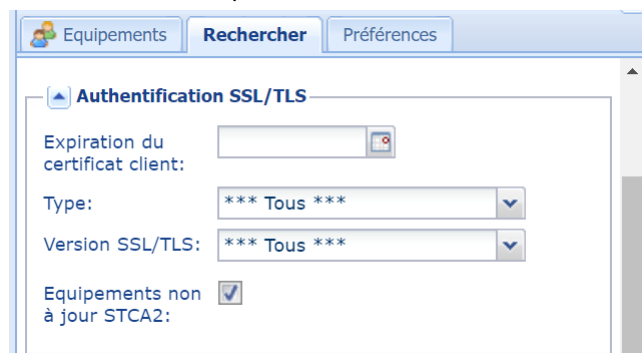 Equipements Rechercher Préférences
Authentification SSL/TLS
Expiration du
certificat client:
Type: *** Tous ***
Version SSL/TLS: *** Tous ***
Equipements non
à jour STCA2: